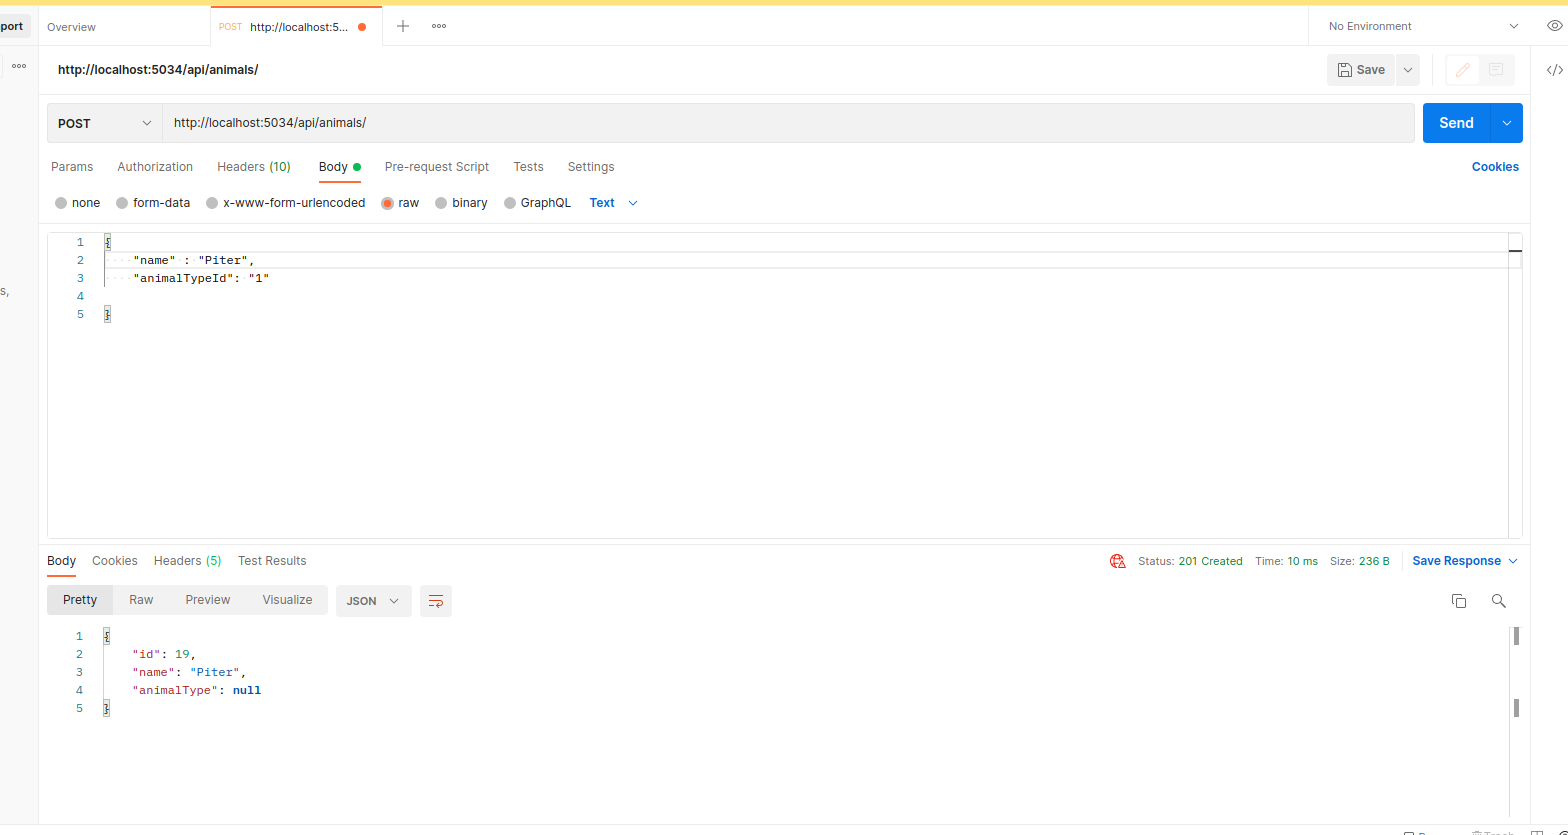 port
Overview
POST http://localhost:5...
No Environment
http://localhost:5034/api/animals/
Save
POST
http://localhost:5034/api/animals/
Send
Params Authorization Headers (10) Body Pre-request Script Tests Settings
Cookies
none form-data x-www-form-urlencoded raw binary GraphQL Text
1 {
2 "name" : "Piter",
3 "animalTypeId": "1"
4
5 }
s,
Body Cookies Headers (5) Test Results
Status: 201 Created Time: 10 ms Size: 236 B
Save Response
Pretty Raw Preview Visualize JSON
1 {
2 "id": 19,
3 "name": "Piter",
4 "animalType": null
5 }